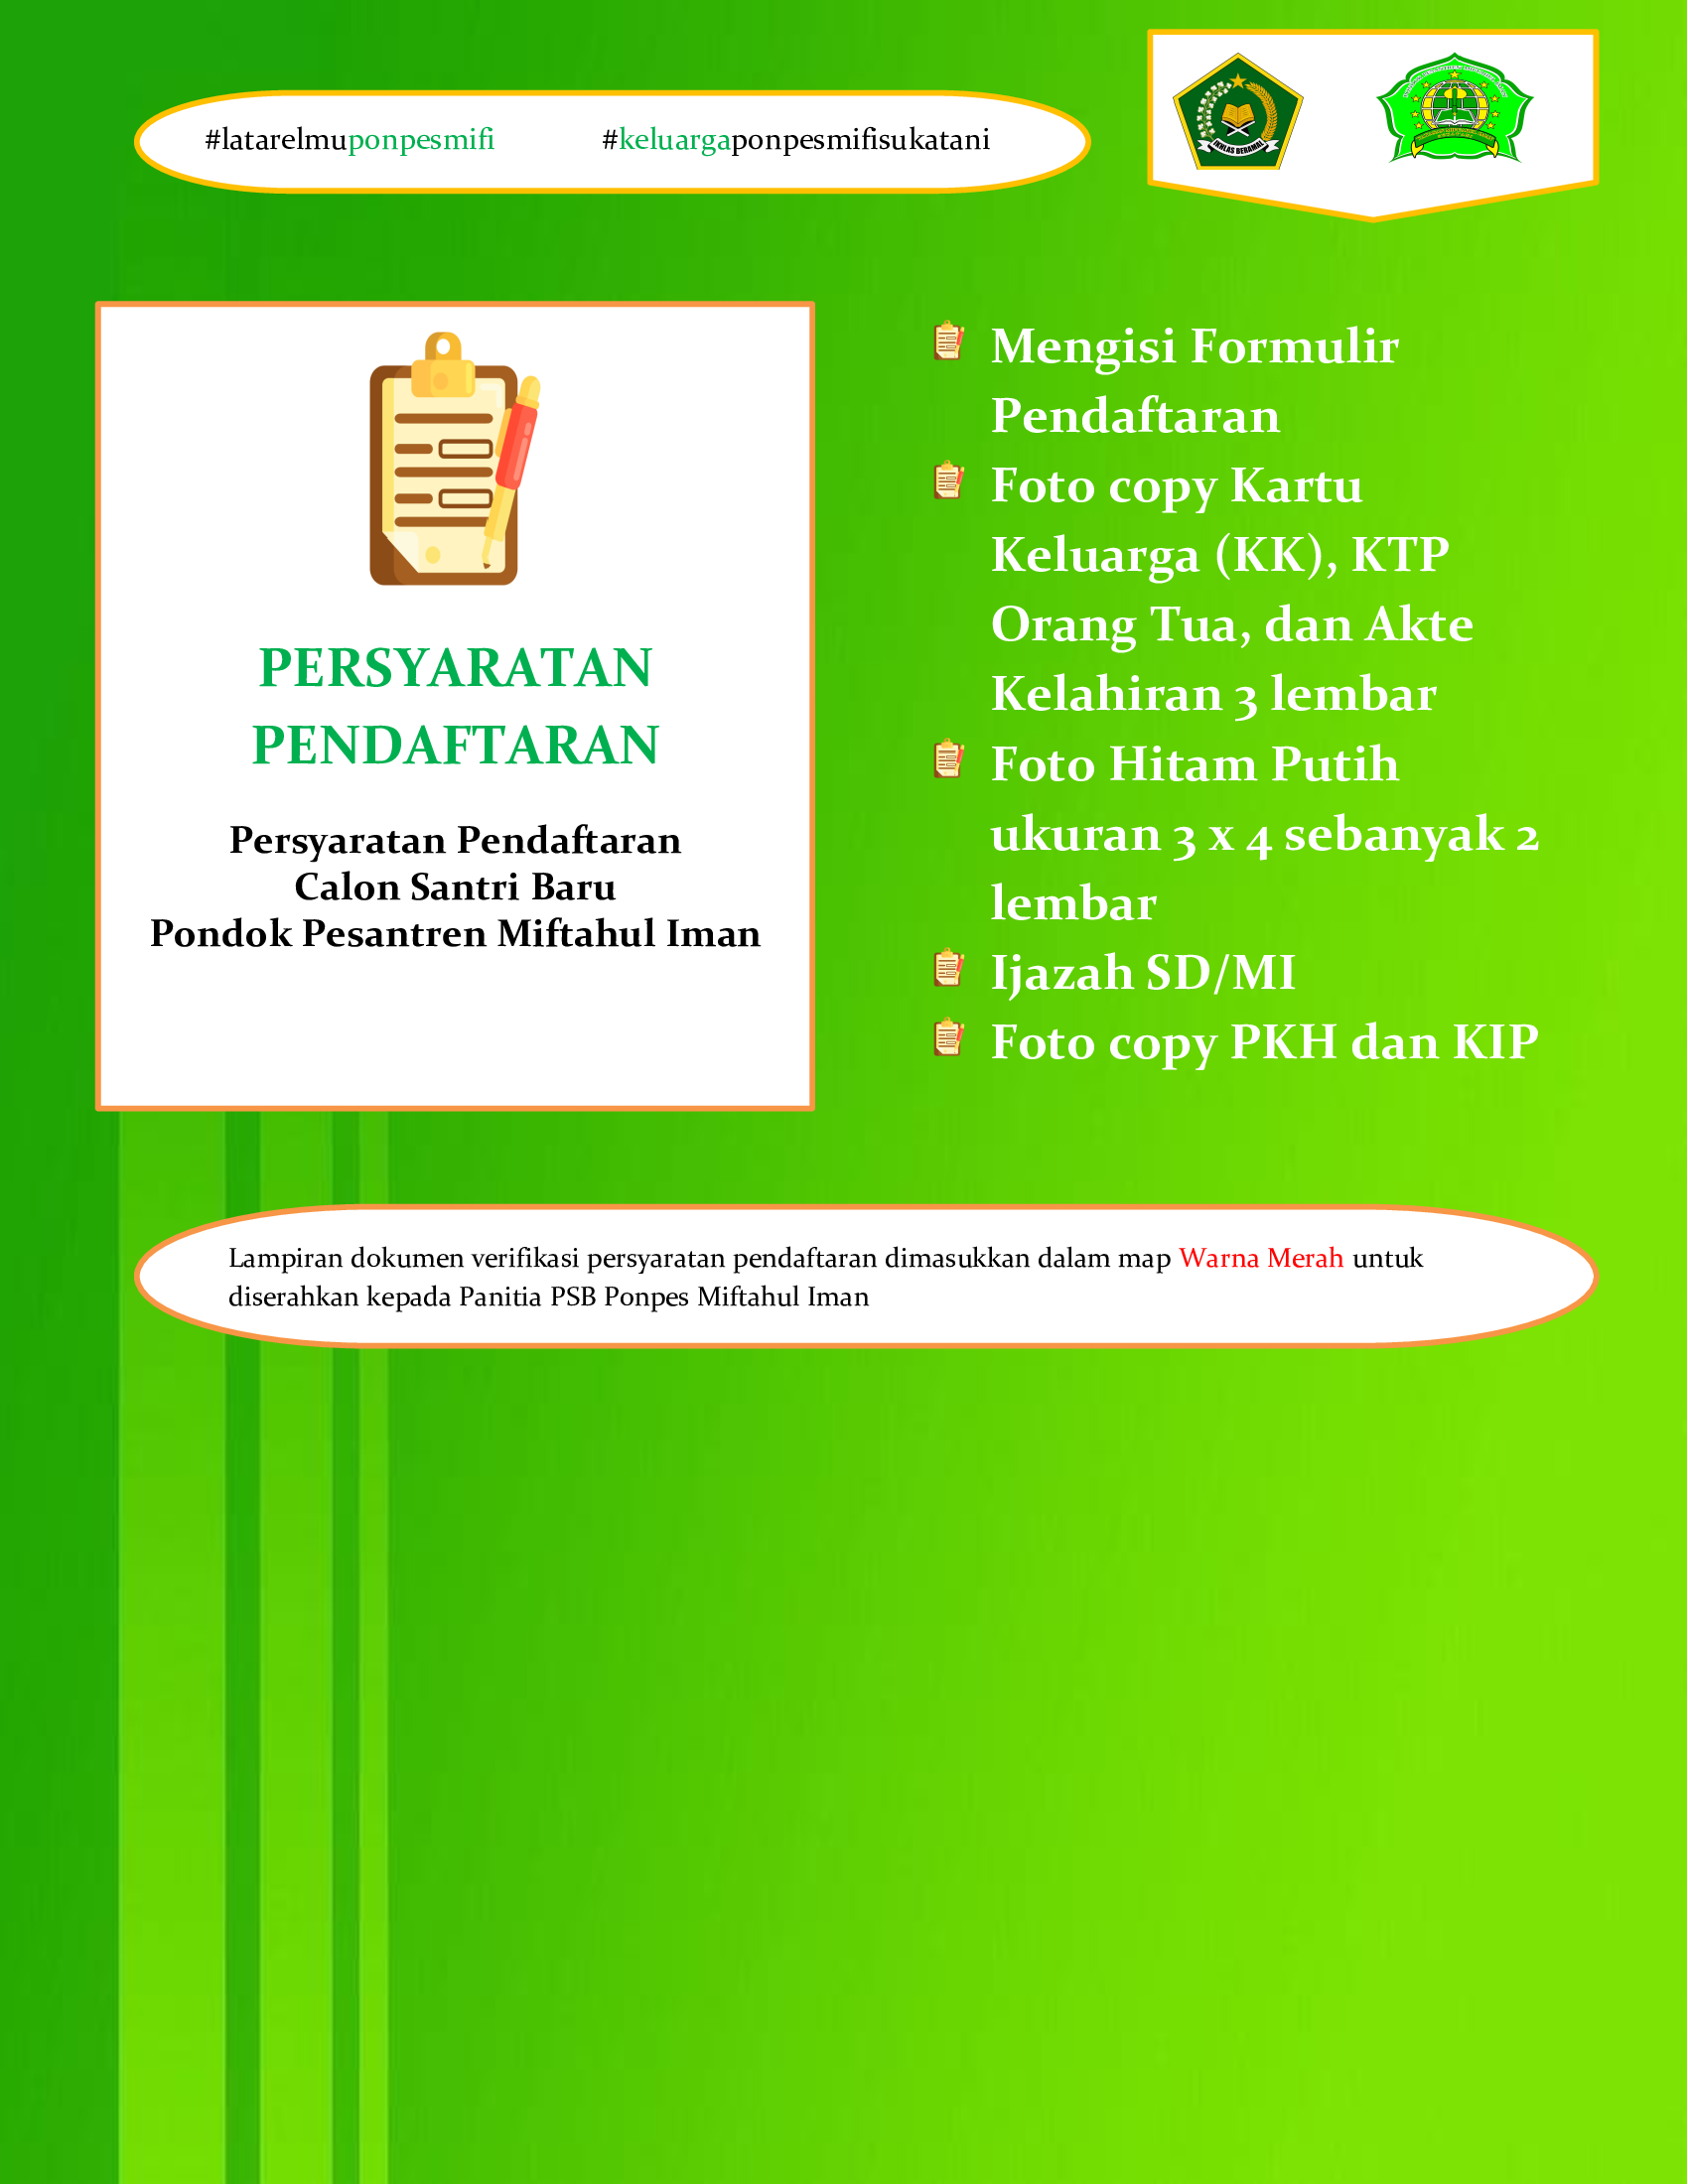 #latarelmuponpesmifi #keluargaponpesmifisukatani
IKHLAS BERAMAL
PERSYARATAN
PENDAFTARAN
Persyaratan Pendaftaran
Calon Santri Baru
Pondok Pesantren Miftahul Iman
Mengisi Formulir
Pendaftaran
Foto copy Kartu
Keluarga (KK), KTP
Orang Tua, dan Akte
Kelahiran 3 lembar
Foto Hitam Putih
ukuran 3 x 4 sebanyak 2
lembar
Ijazah SD/MI
Foto copy PKH dan KIP
Lampiran dokumen verifikasi persyaratan pendaftaran dimasukkan dalam map Warna Merah untuk
diserahkan kepada Panitia PSB Ponpes Miftahul Iman